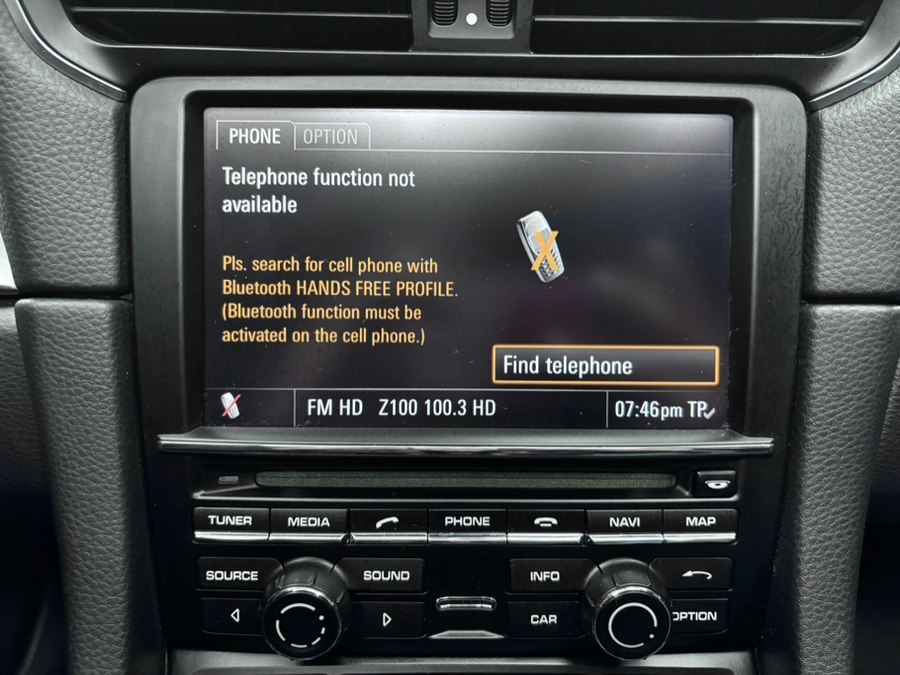 PHONE OPTION
Telephone function not
available
Pls. search for cell phone with
Bluetooth HANDS FREE PROFILE.
(Bluetooth function must be
activated on the cell phone.)
Find telephone
FM HD Z100 100.3 HD 07:46pm TP
TUNER MEDIA PHONE NAVI MAP
SOURCE SOUND INFO
CAR OPTION